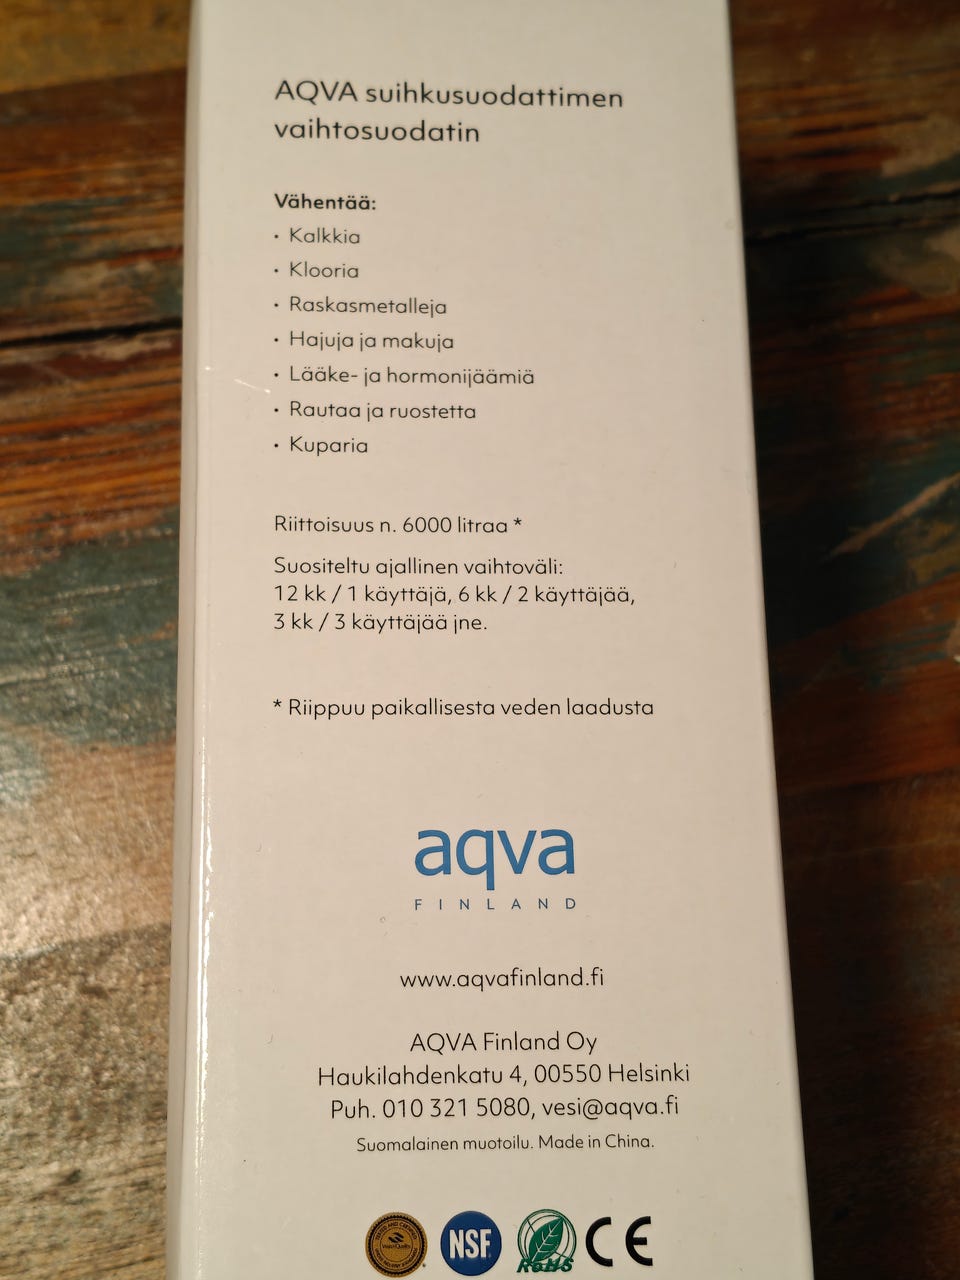 AQVA suihkusuodattimen
vaihtosuodatin
Vähentää:
• Kalkkia
• Klooria
• Raskasmetalleja
• Hajuja ja makuja
• Lääke- ja hormonijäämiä
• Rautaa ja ruostetta
• Kuparia
Riittoisuus n. 6000 litraa *
Suositeltu ajallinen vaihtoväli:
12 kk / 1 käyttäjä, 6 kk / 2 käyttäjää,
3 kk / 3 käyttäjää jne.
* Riippuu paikallisesta veden laadusta
aqva
FINLAND
www.aqvafinland.fi
AQVA Finland Oy
Haukilahdenkatu 4, 00550 Helsinki
Puh. 010 321 5080, vesi@aqva.fi
Suomalainen muotoilu. Made in China.
NSF
RoHS
CE